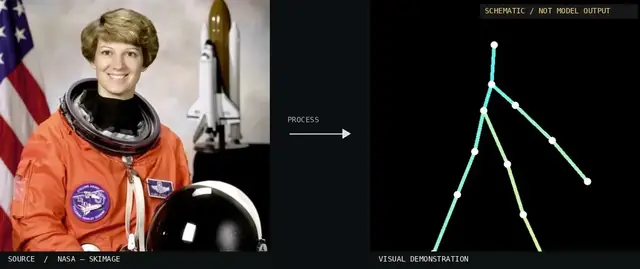 SCHEMATIC / NOT MODEL OUTPUT
PROCESS
SOURCE / NASA — SKIMAGE
VISUAL DEMONSTRATION